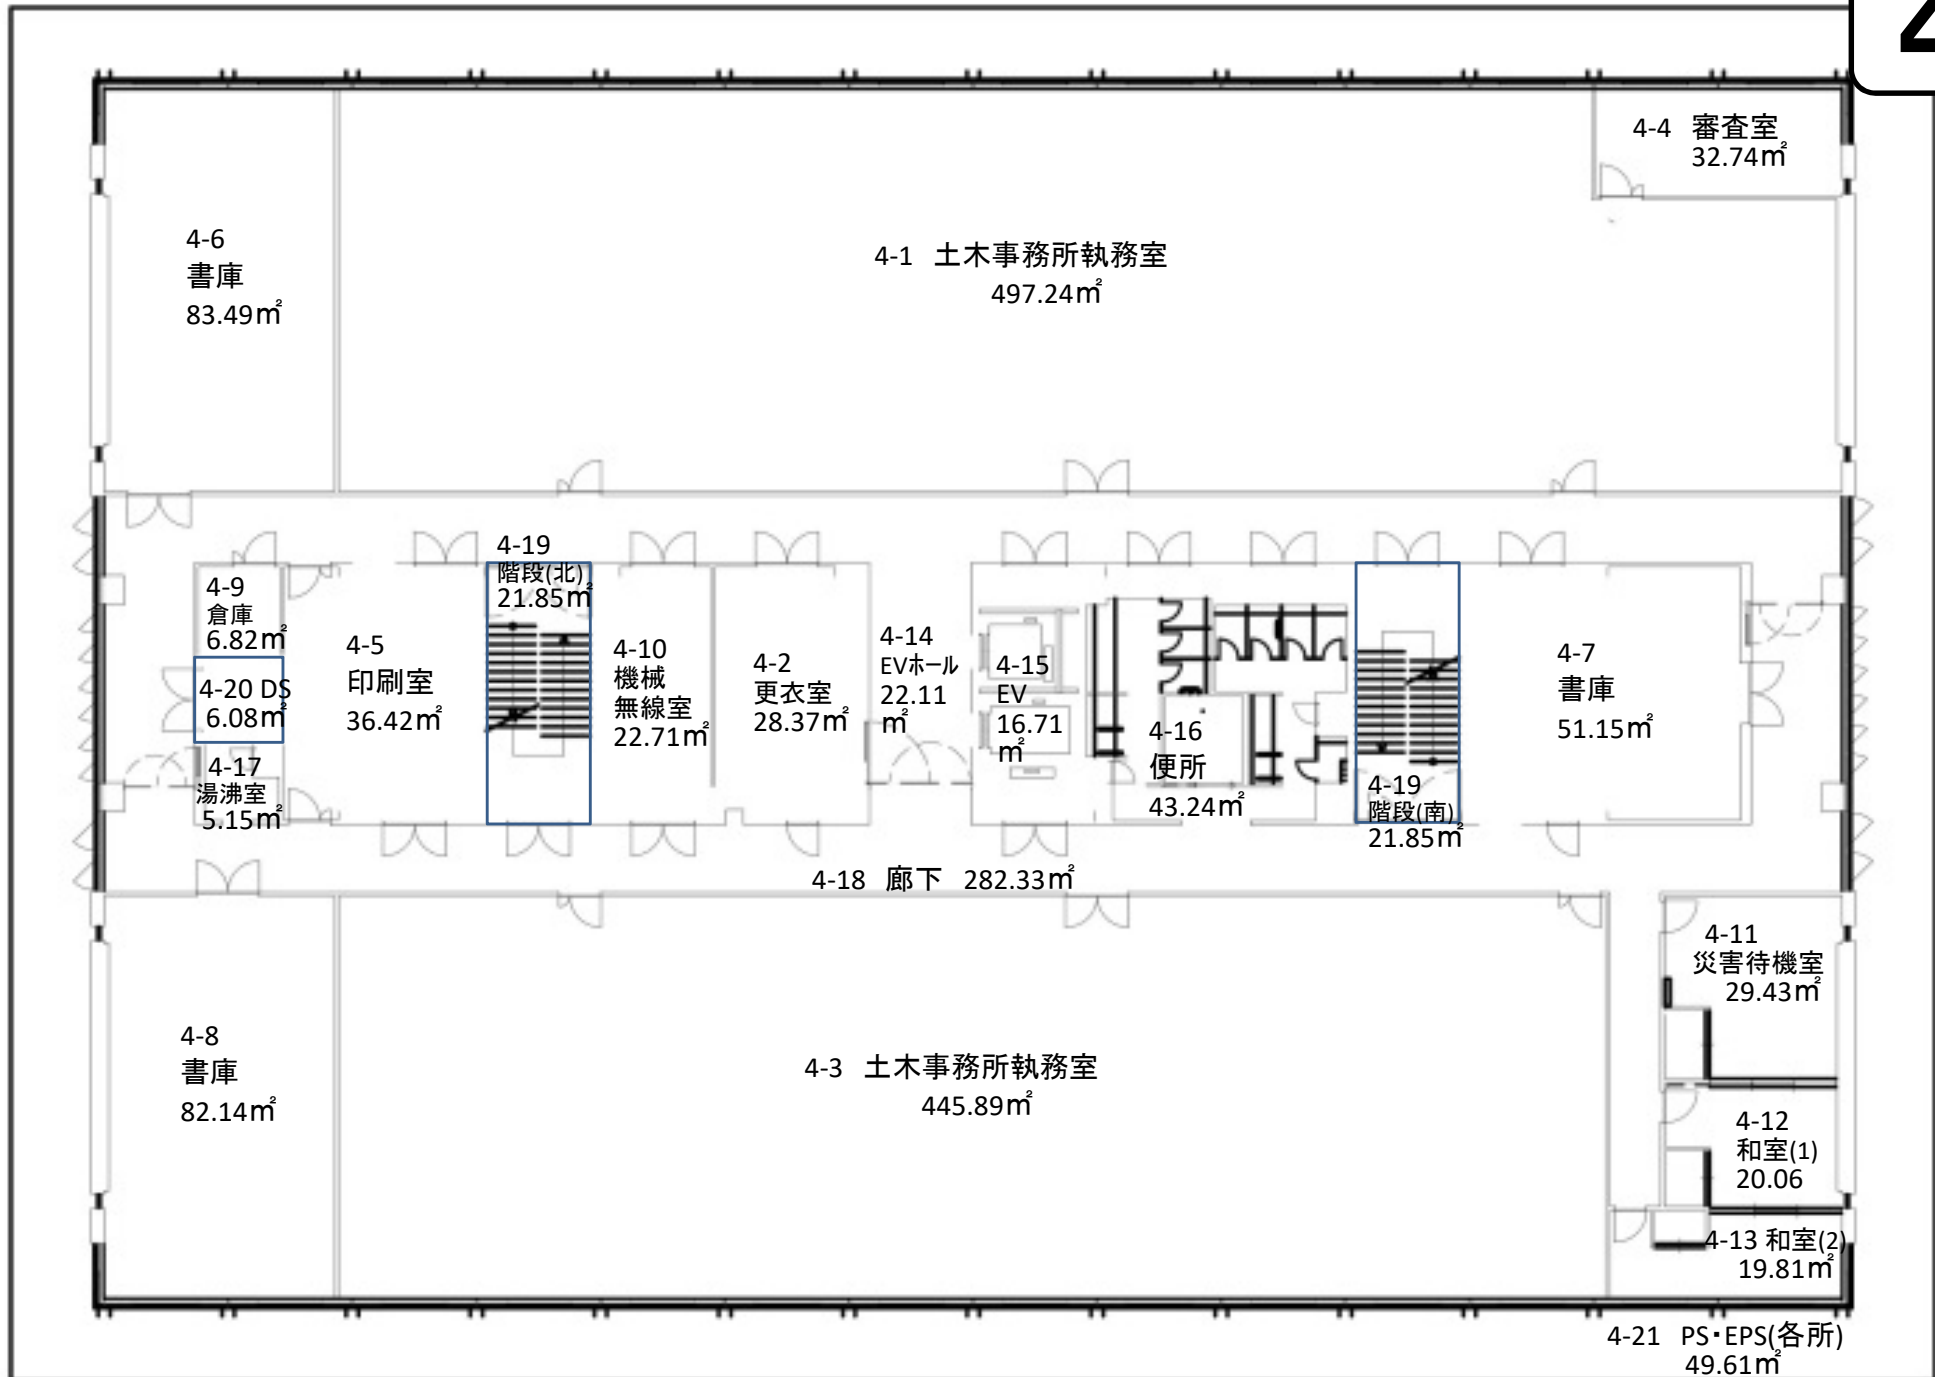 4-4 審査室
32.74㎡
4-6
書庫
83.49㎡
4-1 土木事務所執務室
497.24㎡
4-19
階段(北)
21.85㎡
4-9
倉庫
6.82㎡
4-20 DS
6.08㎡
4-17
湯沸室
5.15㎡
4-5
印刷室
36.42㎡
4-10
機械
無線室
22.71㎡
4-2
更衣室
28.37㎡
4-14
EVホール
22.11
㎡
4-15
EV
16.71
㎡
4-16
便所
43.24㎡
4-19
階段(南)
21.85㎡
4-7
書庫
51.15㎡
4-18 廊下 282.33㎡
4-8
書庫
82.14㎡
4-3 土木事務所執務室
445.89㎡
4-11
災害待機室
29.43㎡
4-12
和室(1)
20.06
4-13 和室(2)
19.81㎡
4-21 PS・EPS(各所)
49.61㎡